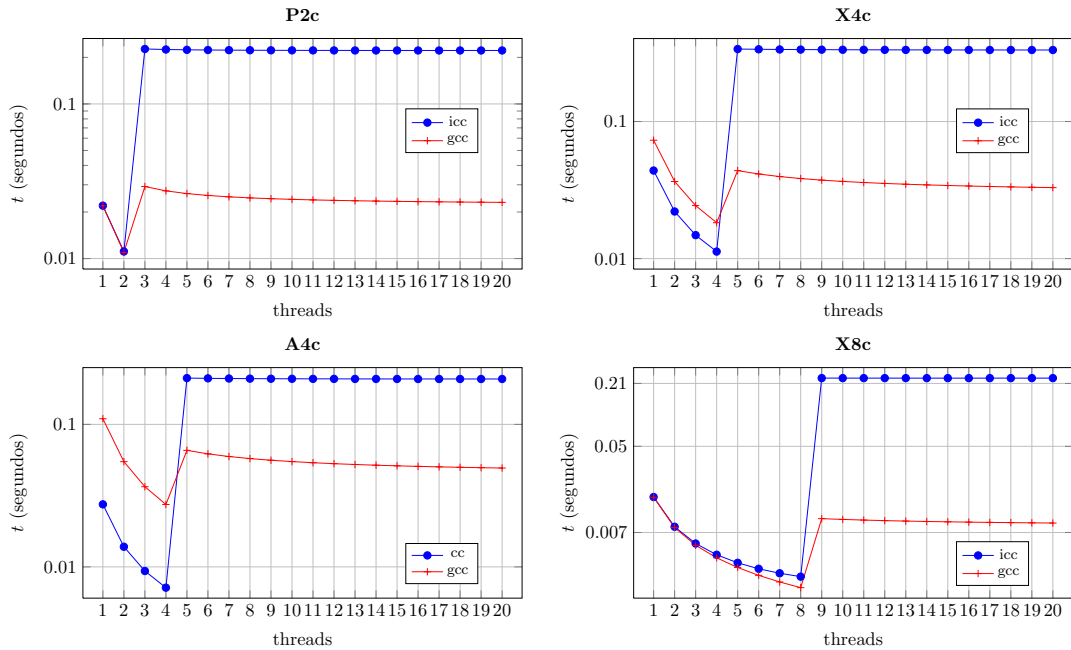 P2c
0.1
0.01
t (segundos)
icc
gcc
1 2 3 4 5 6 7 8 9 10 11 12 13 14 15 16 17 18 19 20
threads
X4c
0.1
0.01
t (segundos)
icc
gcc
1 2 3 4 5 6 7 8 9 10 11 12 13 14 15 16 17 18 19 20
threads
A4c
0.1
0.01
t (segundos)
cc
gcc
1 2 3 4 5 6 7 8 9 10 11 12 13 14 15 16 17 18 19 20
threads
X8c
0.21
0.05
0.007
t (segundos)
icc
gcc
1 2 3 4 5 6 7 8 9 10 11 12 13 14 15 16 17 18 19 20
threads